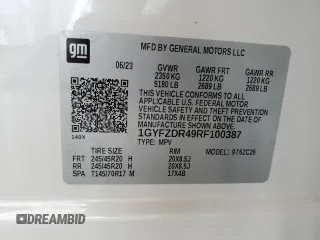 gm
MFD BY GENERAL MOTORS LLC
06/23 GVWR GAWR FRT GAWR RR
2350 KG 1220 KG 1220 KG
5180 LB 2689 LB 2689 LB
THIS VEHICLE CONFORMS TO ALL APPLICABLE
U.S. FEDERAL MOTOR VEHICLE SAFETY
AND THEFT PREVENTION STANDARDS IN
EFFECT ON THE DATE OF MANUFACTURE
SHOWN ABOVE.
1GYFZDR49RF100387
140X TYPE: MPV
TIRE SIZE RIM MODEL: 976ZC26
FRT 245/45R20 H 20X8.5J
RR 245/45R20 H 20X8.5J
SPA T145/70R17 M 17X4B
DREAMBID